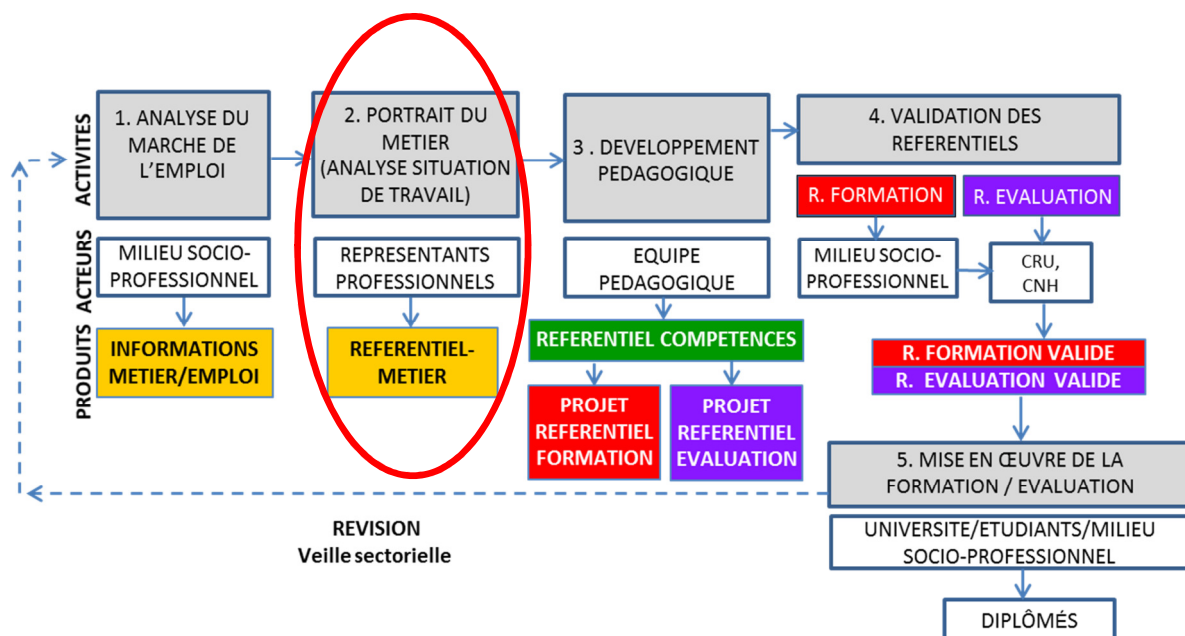 ACTIVITES
ACTEURS
PRODUITS
1. ANALYSE DU
MARCHE DE
L’EMPLOI
2. PORTRAIT DU
METIER
(ANALYSE SITUATION
DE TRAVAIL)
3 . DEVELOPPEMENT
PEDAGOGIQUE
4. VALIDATION DES
REFERENTIELS
R. FORMATION
R. EVALUATION
MILIEU SOCIO-
PROFESSIONNEL
REPRESENTANTS
PROFESSIONNELS
EQUIPE
PEDAGOGIQUE
MILIEU SOCIO-
PROFESSIONNEL
CRU,
CNH
INFORMATIONS
METIER/EMPLOI
REFERENTIEL-
METIER
REFERENTIEL COMPETENCES
PROJET
REFERENTIEL
FORMATION
PROJET
REFERENTIEL
EVALUATION
R. FORMATION VALIDE
R. EVALUATION VALIDE
5. MISE EN ŒUVRE DE LA
FORMATION / EVALUATION
UNIVERSITE/ETUDIANTS/MILIEU
SOCIO-PROFESSIONNEL
DIPLÔMÉS
REVISION
Veille sectorielle